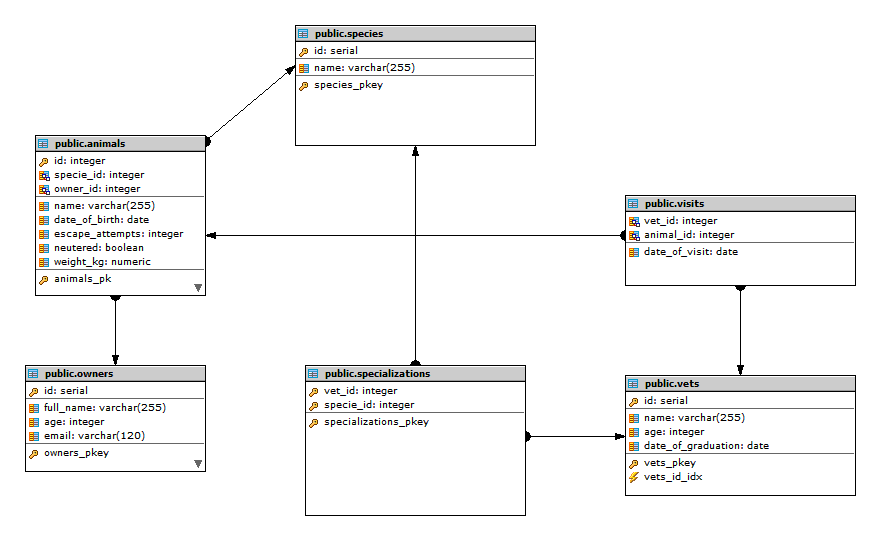 public.species
id: serial
name: varchar(255)
species_pkey
public.animals
id: integer
specie_id: integer
owner_id: integer
name: varchar(255)
date_of_birth: date
escape_attempts: integer
neutered: boolean
weight_kg: numeric
animals_pk
public.visits
vet_id: integer
animal_id: integer
date_of_visit: date
public.owners
id: serial
full_name: varchar(255)
age: integer
email: varchar(120)
owners_pkey
public.specializations
vet_id: integer
specie_id: integer
specializations_pkey
public.vets
id: serial
name: varchar(255)
age: integer
date_of_graduation: date
vets_pkey
vets_id_idx